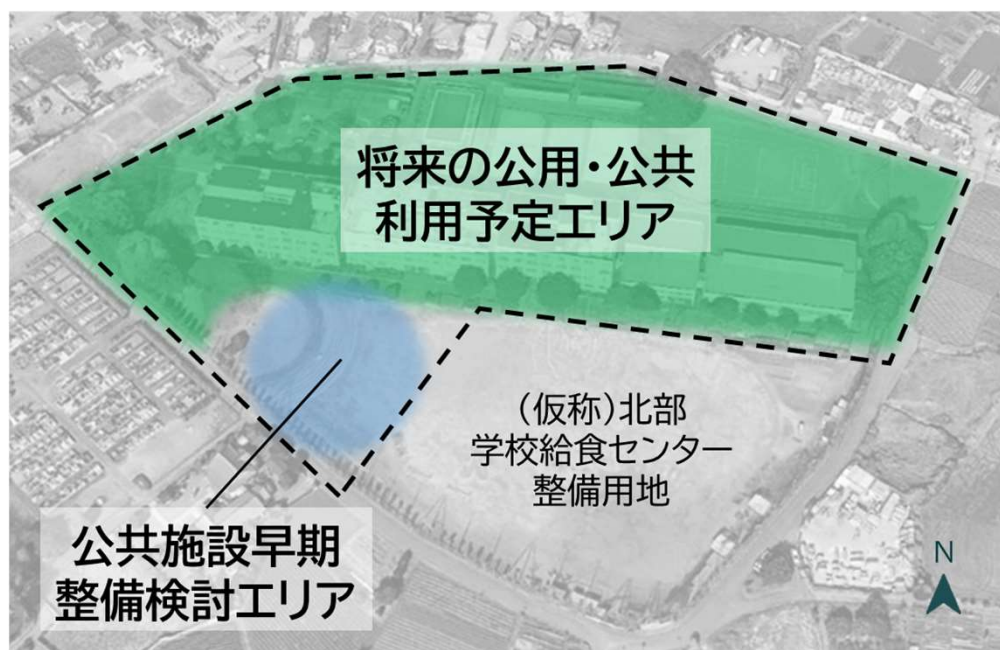 将来の公用・公共
利用予定エリア
（仮称）北部
学校給食センター
整備用地
公共施設早期
整備検討エリア
N